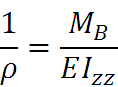 1/ρ = M_B/EI_zz